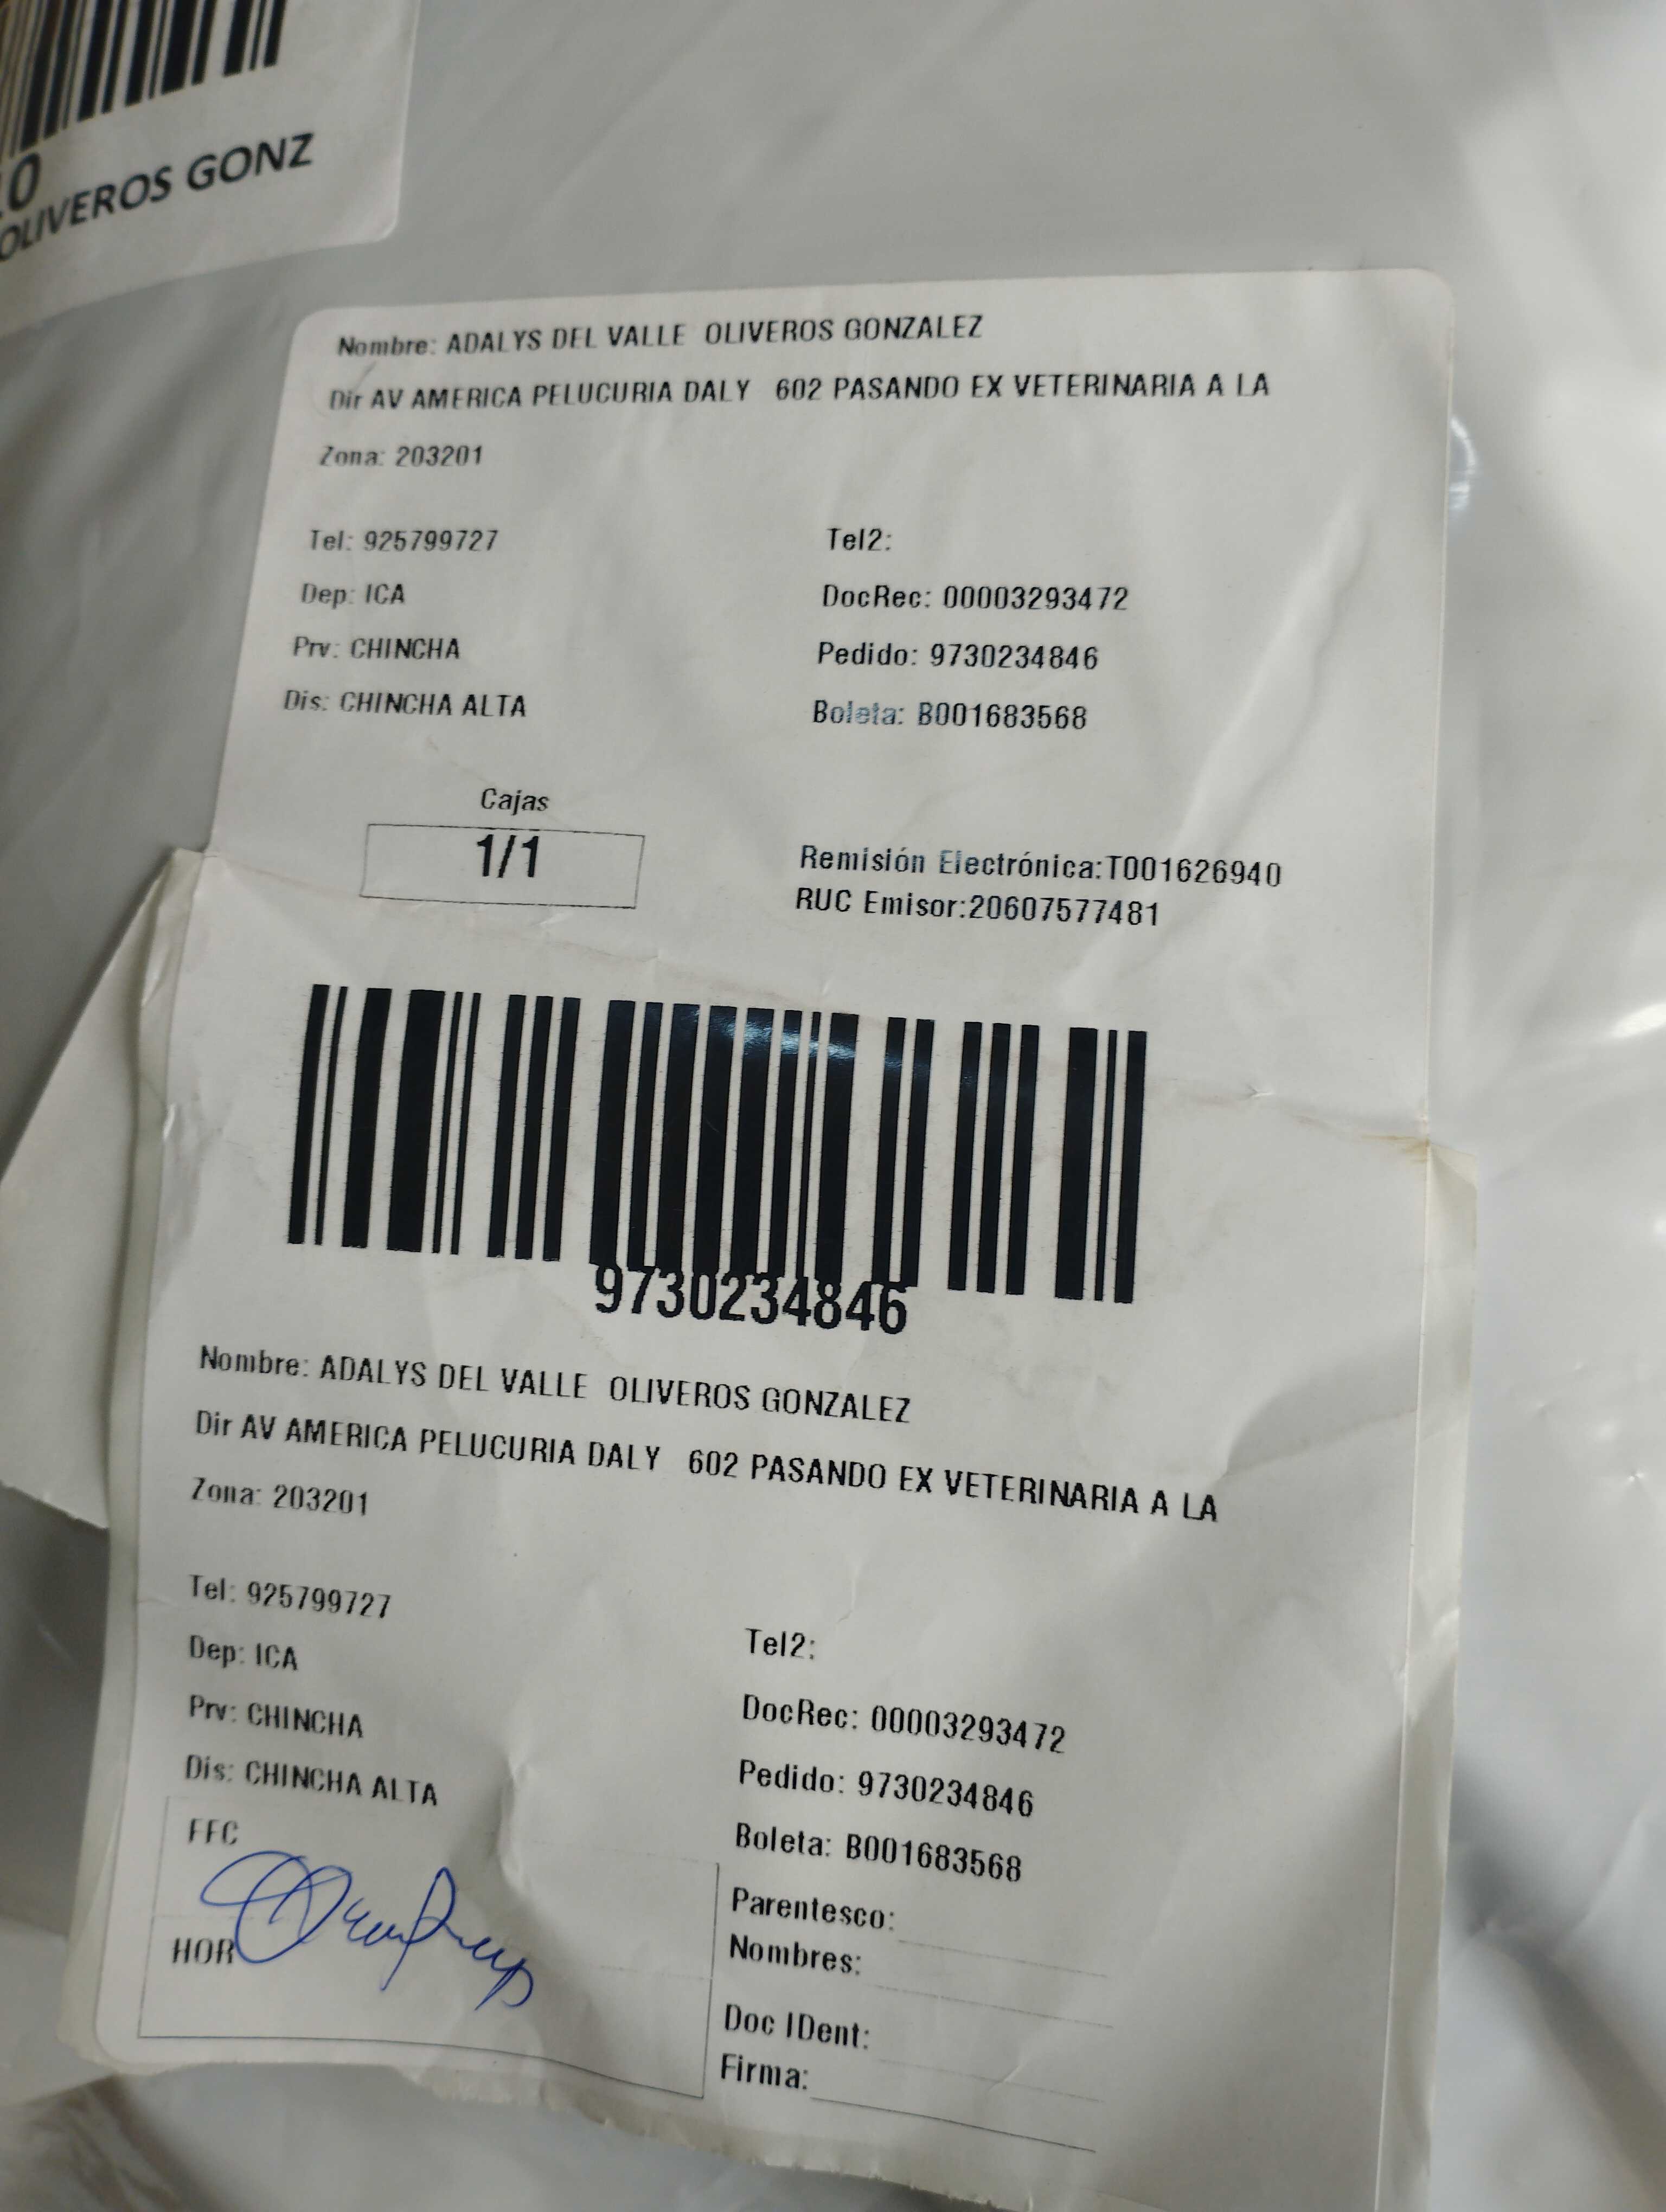 0
OLIVEROS GONZ
Nombre: ADALYS DEL VALLE OLIVEROS GONZALEZ
Dir AV AMERICA PELUCURIA DALY 602 PASANDO EX VETERINARIA A LA
Zona: 203201
Tel: 925799727 Tel2:
Dep: ICA DocRec: 00003293472
Prv: CHINCHA Pedido: 9730234846
Dis: CHINCHA ALTA Boleta: B001683568
Cajas
1/1
Remisión Electrónica:T001626940
RUC Emisor:20607577481
9730234846
Nombre: ADALYS DEL VALLE OLIVEROS GONZALEZ
Dir AV AMERICA PELUCURIA DALY 602 PASANDO EX VETERINARIA A LA
Zona: 203201
Tel: 925799727 Tel2:
Dep: ICA DocRec: 00003293472
Prv: CHINCHA Pedido: 9730234846
Dis: CHINCHA ALTA Boleta: B001683568
FFC
HOR
Parentesco:
Nombres:
Doc IDent:
Firma: